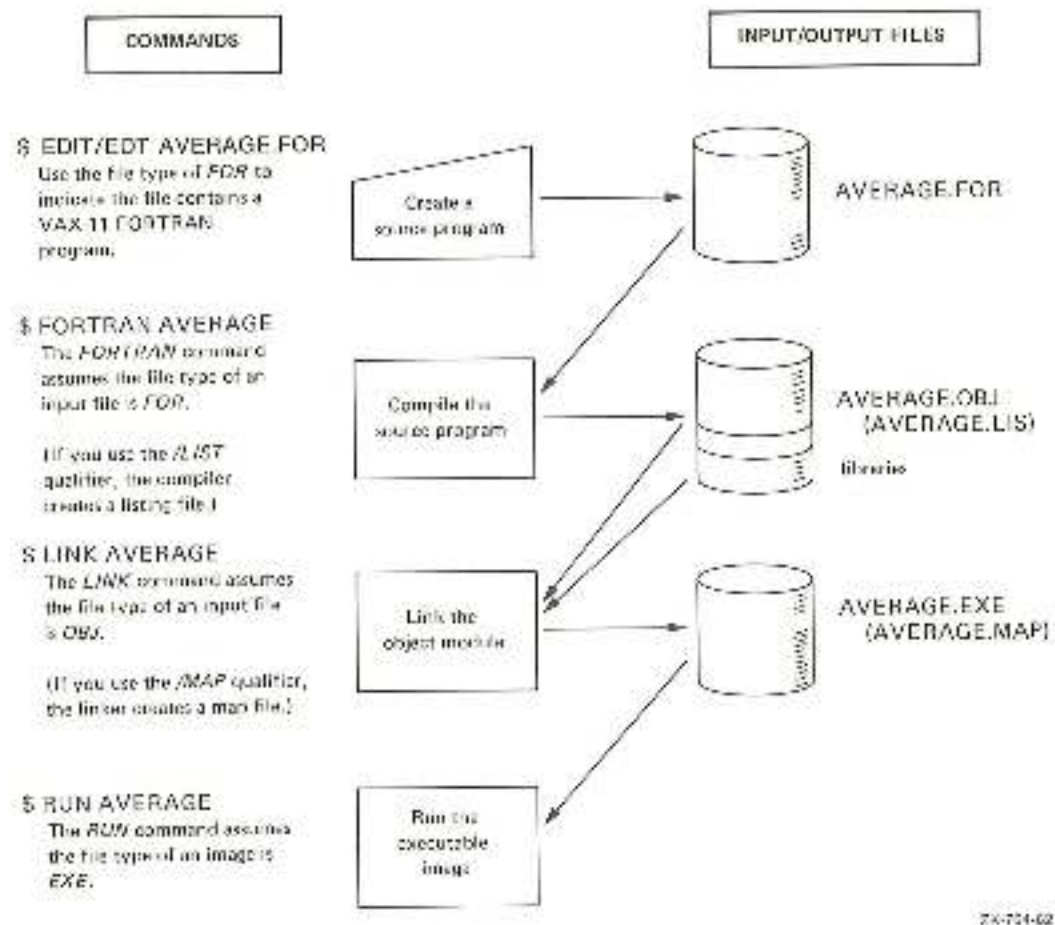 COMMANDS
INPUT/OUTPUT FILES
$ EDIT/EDT AVERAGE.FOR
Use the file type of FOR to
indicate the file contains a
VAX-11 FORTRAN
program.
Create a
source program
AVERAGE.FOR
$ FORTRAN AVERAGE
The FORTRAN command
assumes the file type of an
input file is FOR.
(If you use the /LIST
qualifier, the compiler
creates a listing file.)
Compile the
source program
AVERAGE.OBJ
(AVERAGE.LIS)
libraries
$ LINK AVERAGE
The LINK command assumes
the file type of an input file
is OBJ.
(If you use the /MAP qualifier,
the linker creates a map file.)
Link the
object module
AVERAGE.EXE
(AVERAGE.MAP)
$ RUN AVERAGE
The RUN command assumes
the file type of an image is
EXE.
Run the
executable
image